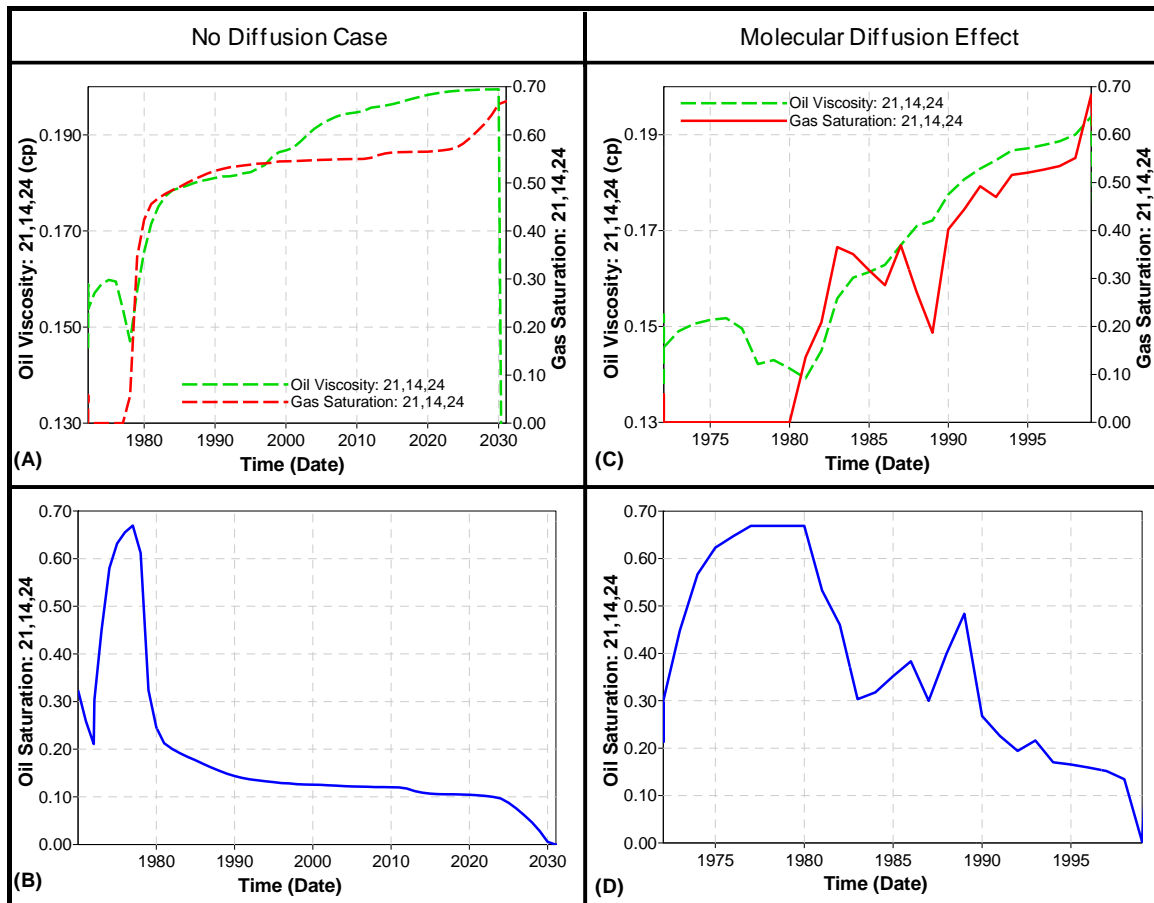 No Diffusion Case
Molecular Diffusion Effect
Oil Viscosity: 21,14,24 (cp)
0.190
0.170
0.150
0.130
0.70
0.60
0.50
0.40
0.30
0.20
0.10
0.00
Gas Saturation: 21,14,24
Oil Viscosity: 21,14,24
Gas Saturation: 21,14,24
1980 1990 2000 2010 2020 2030
Time (Date)
(A)
Oil Viscosity: 21,14,24 (cp)
0.19
0.17
0.15
0.13
0.70
0.60
0.50
0.40
0.30
0.20
0.10
0.00
Gas Saturation: 21,14,24
Oil Viscosity: 21,14,24
Gas Saturation: 21,14,24
1975 1980 1985 1990 1995
Time (Date)
(C)
Oil Saturation: 21,14,24
0.70
0.60
0.50
0.40
0.30
0.20
0.10
0.00
1980 1990 2000 2010 2020 2030
Time (Date)
(B)
Oil Saturation: 21,14,24
0.70
0.60
0.50
0.40
0.30
0.20
0.10
0.00
1975 1980 1985 1990 1995
Time (Date)
(D)